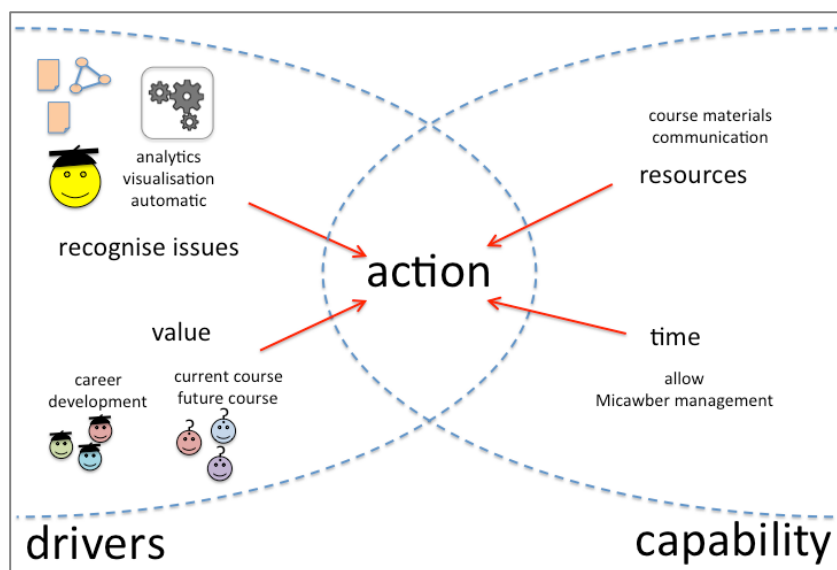 analytics
visualisation
automatic
recognise issues
value
career
development
current course
future course
? ? ?
action
course materials
communication
resources
time
allow
Micawber management
drivers
capability